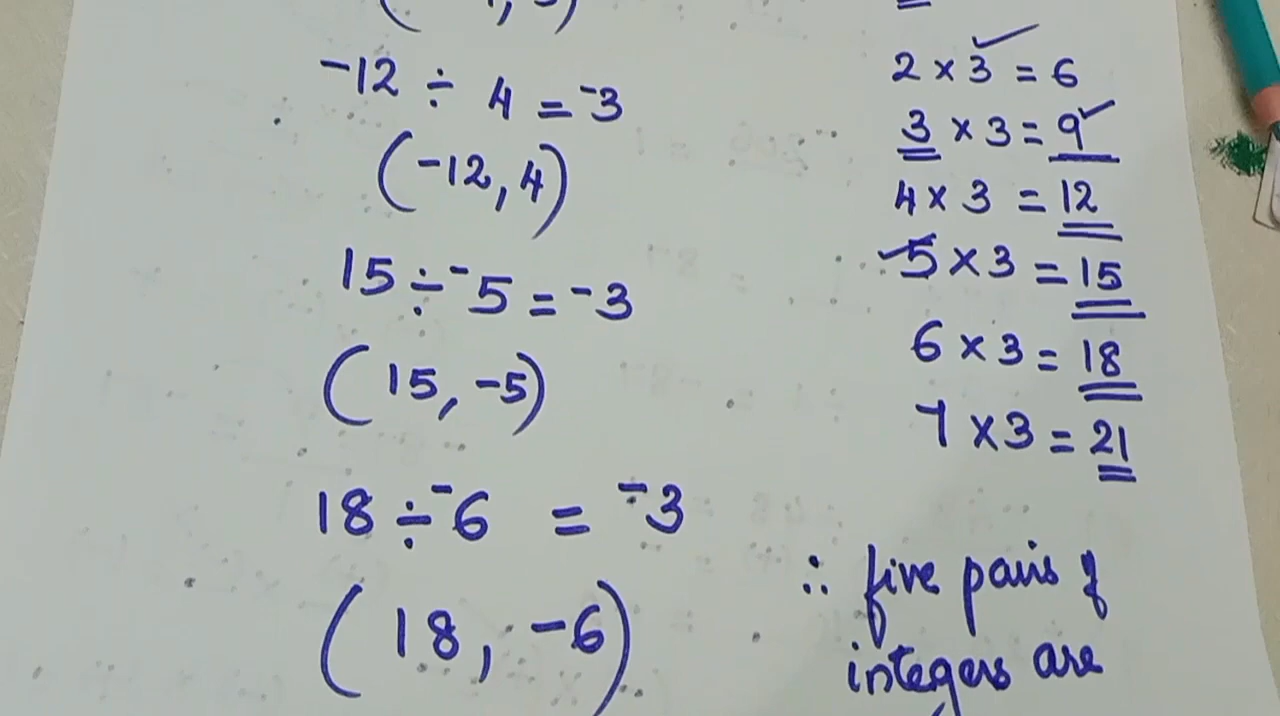 -12 ÷ 4 = -3
(-12, 4)
15 ÷ -5 = -3
(15, -5)
18 ÷ -6 = -3
(18, -6)
2 × 3 = 6
3 × 3 = 9
4 × 3 = 12
5 × 3 = 15
6 × 3 = 18
7 × 3 = 21
∴ five pairs of
integers are